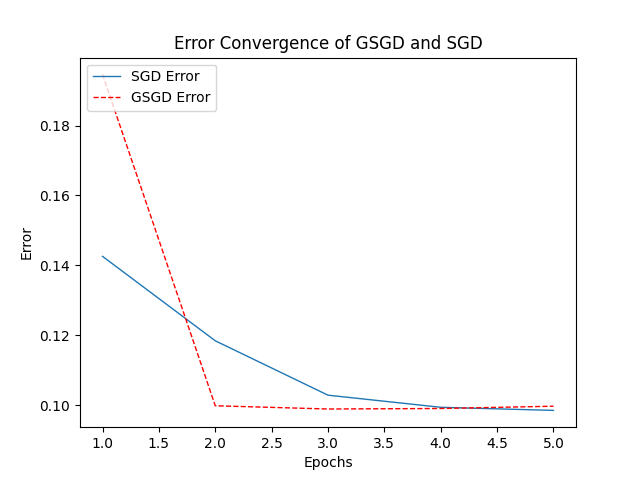 Error Convergence of GSGD and SGD
SGD Error
GSGD Error
0.18
0.16
0.14
0.12
0.10
Error
1.0 1.5 2.0 2.5 3.0 3.5 4.0 4.5 5.0
Epochs